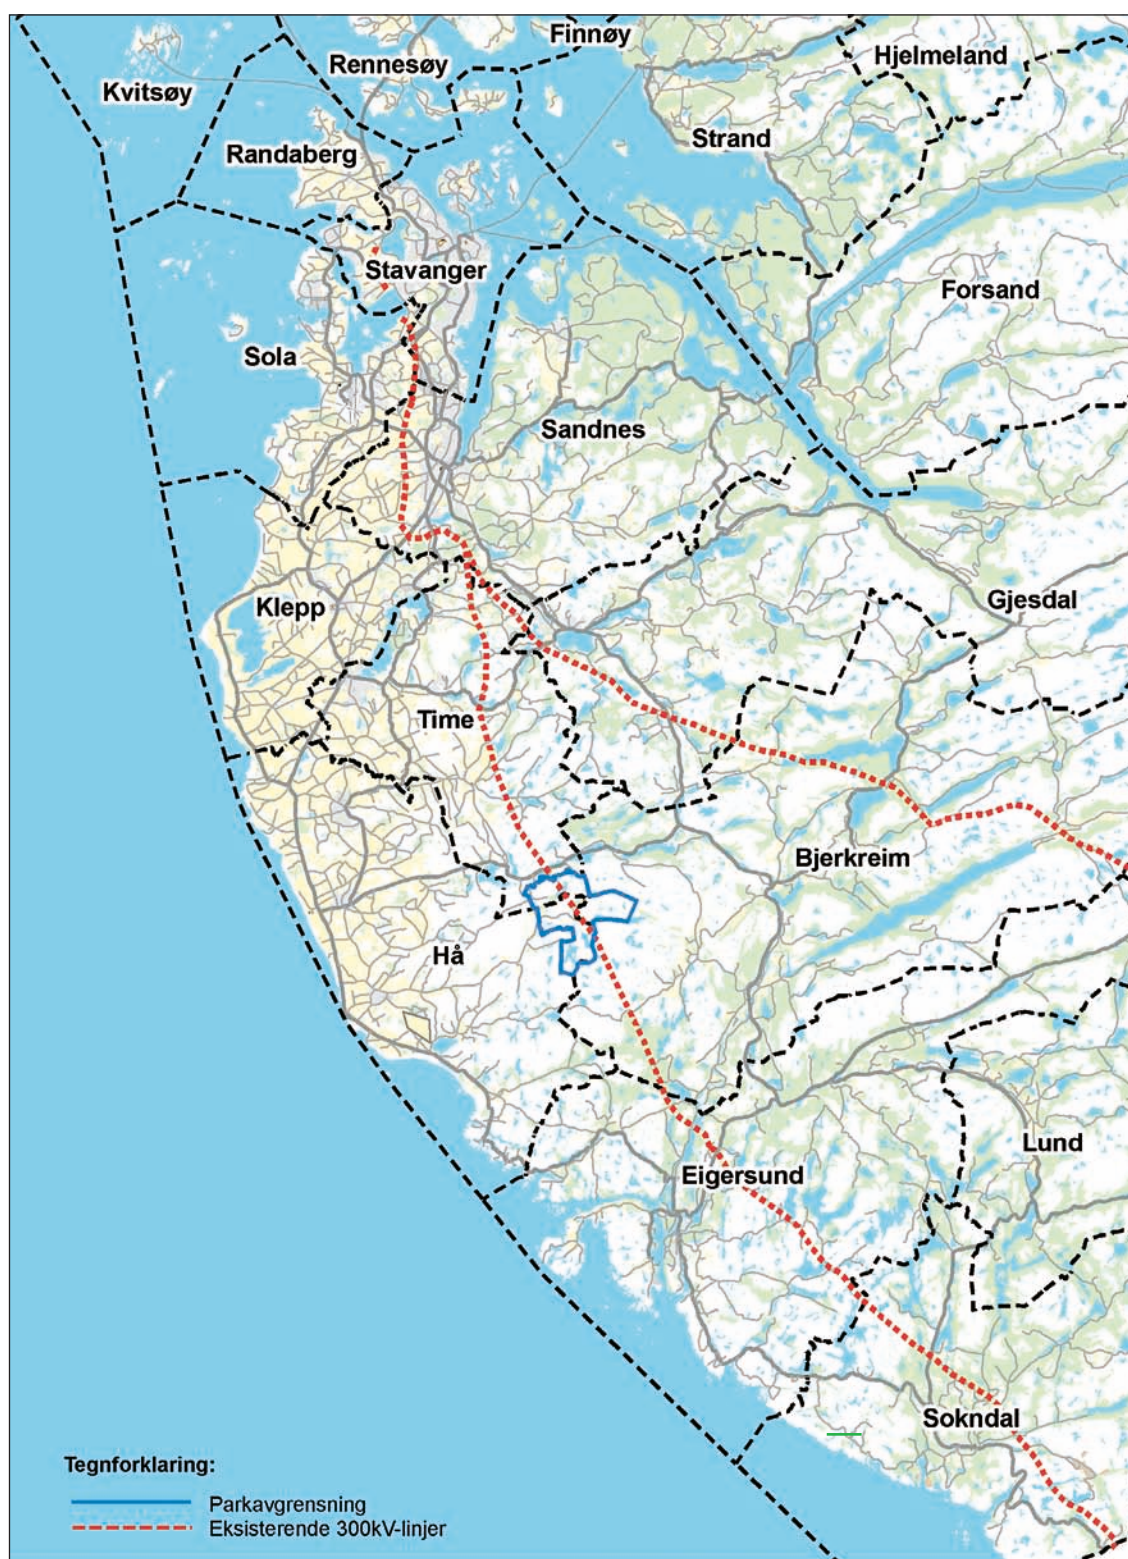 Finnøy
Hjelmeland
Rennesøy
Kvitsøy
Strand
Randaberg
Stavanger
Forsand
Sola
Sandnes
Klepp
Gjesdal
Time
Bjerkreim
Hå
Lund
Eigersund
Sokndal
Tegnforklaring:
Parkavgrensning
Eksisterende 300kV-linjer